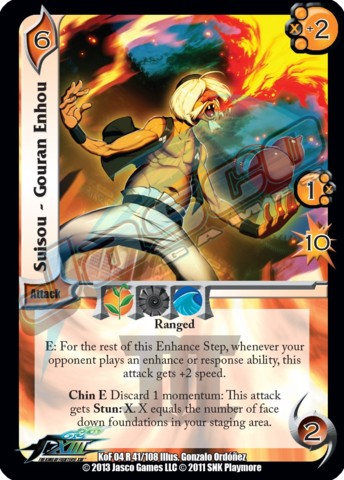 6
+2
Suisou - Gouran Enhou
1
10
Attack
Ranged
E: For the rest of this Enhance Step, whenever your
opponent plays an enhance or response ability, this
attack gets +2 speed.
Chin E Discard 1 momentum: This attack
gets Stun: X. X equals the number of face
down foundations in your staging area.
XIII
2
KoF 04 R 41/108 Illus. Gonzalo Ordóñez
© 2013 Jasco Games LLC © 2011 SNK Playmore